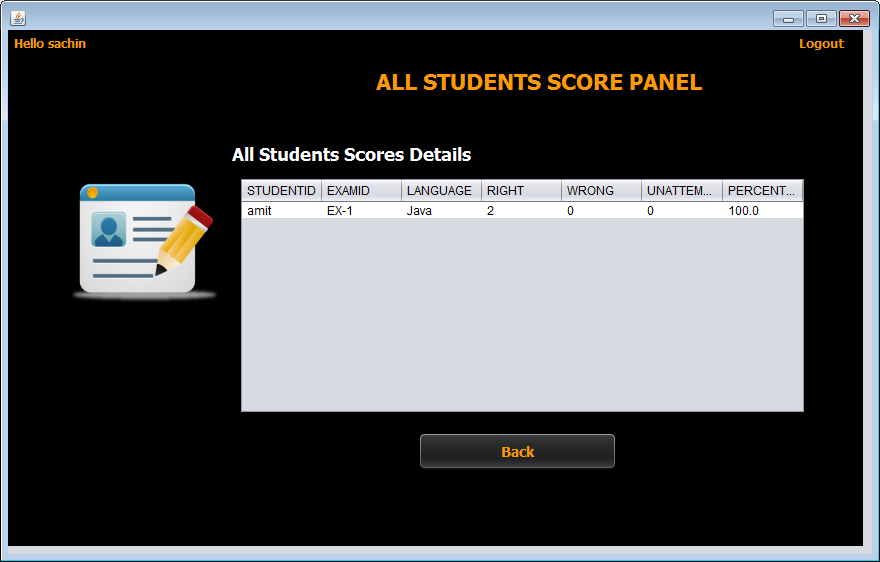 Hello sachin Logout
ALL STUDENTS SCORE PANEL
All Students Scores Details
STUDENTID EXAMID LANGUAGE RIGHT WRONG UNATTEM... PERCENT...
amit EX-1 Java 2 0 0 100.0
Back